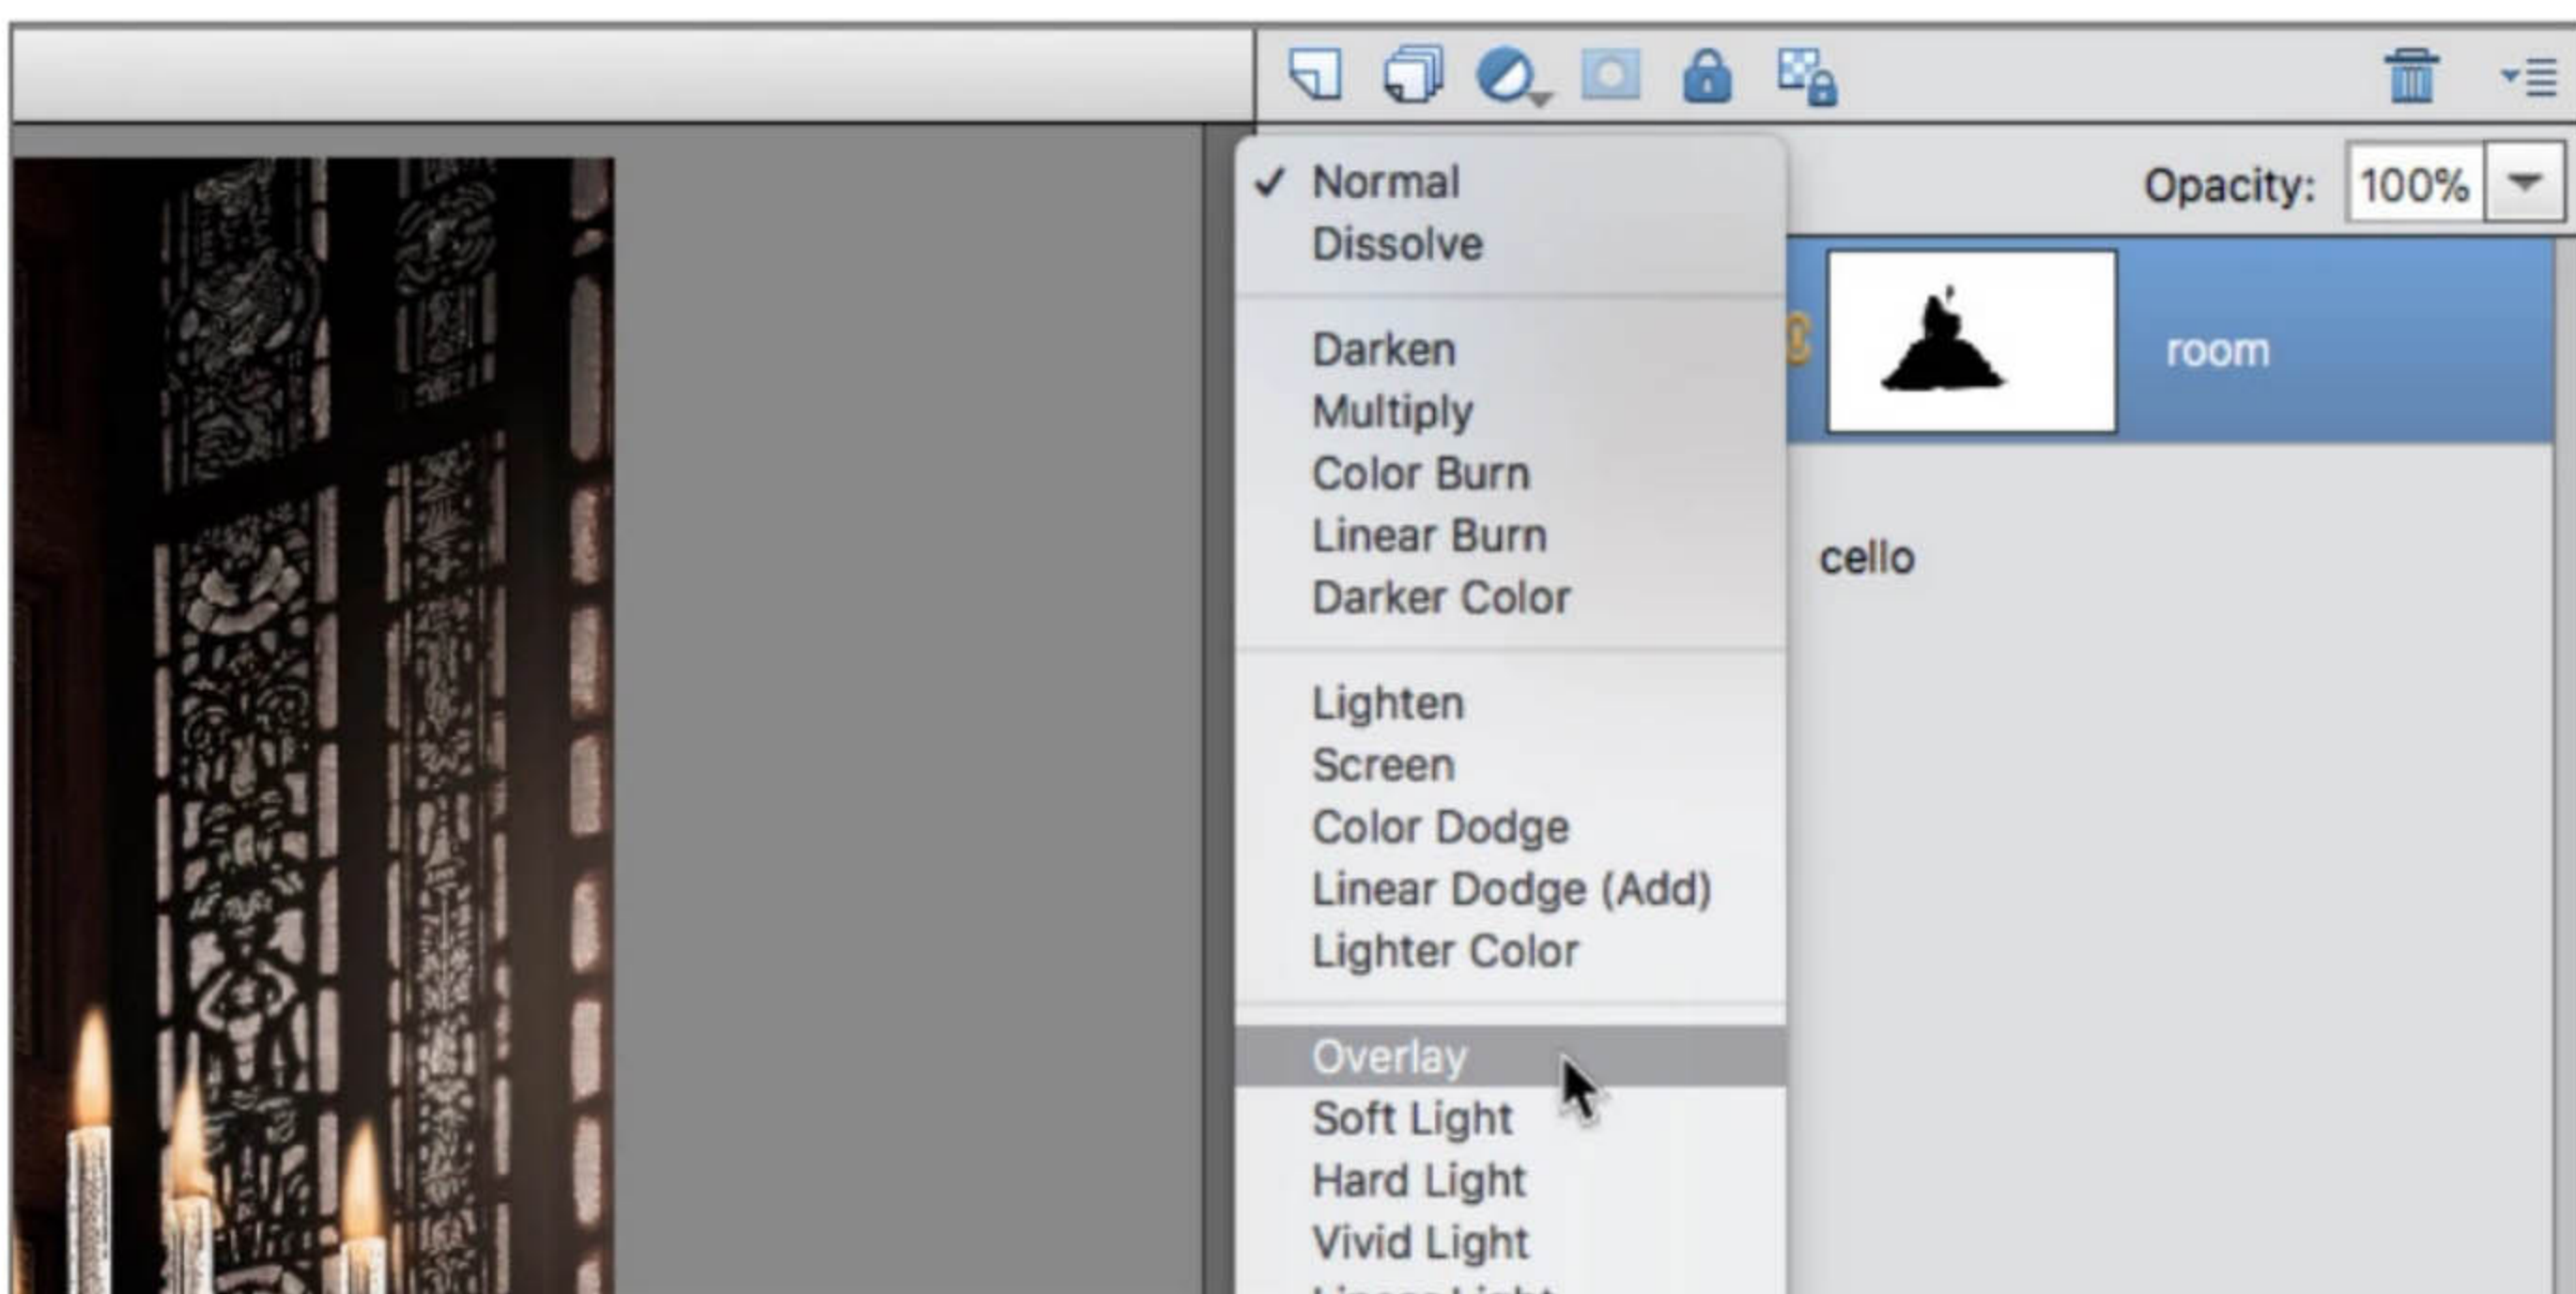 Normal
Dissolve
Opacity: 100%
Darken
Multiply
Color Burn
Linear Burn
Darker Color
room
cello
Lighten
Screen
Color Dodge
Linear Dodge (Add)
Lighter Color
Overlay
Soft Light
Hard Light
Vivid Light